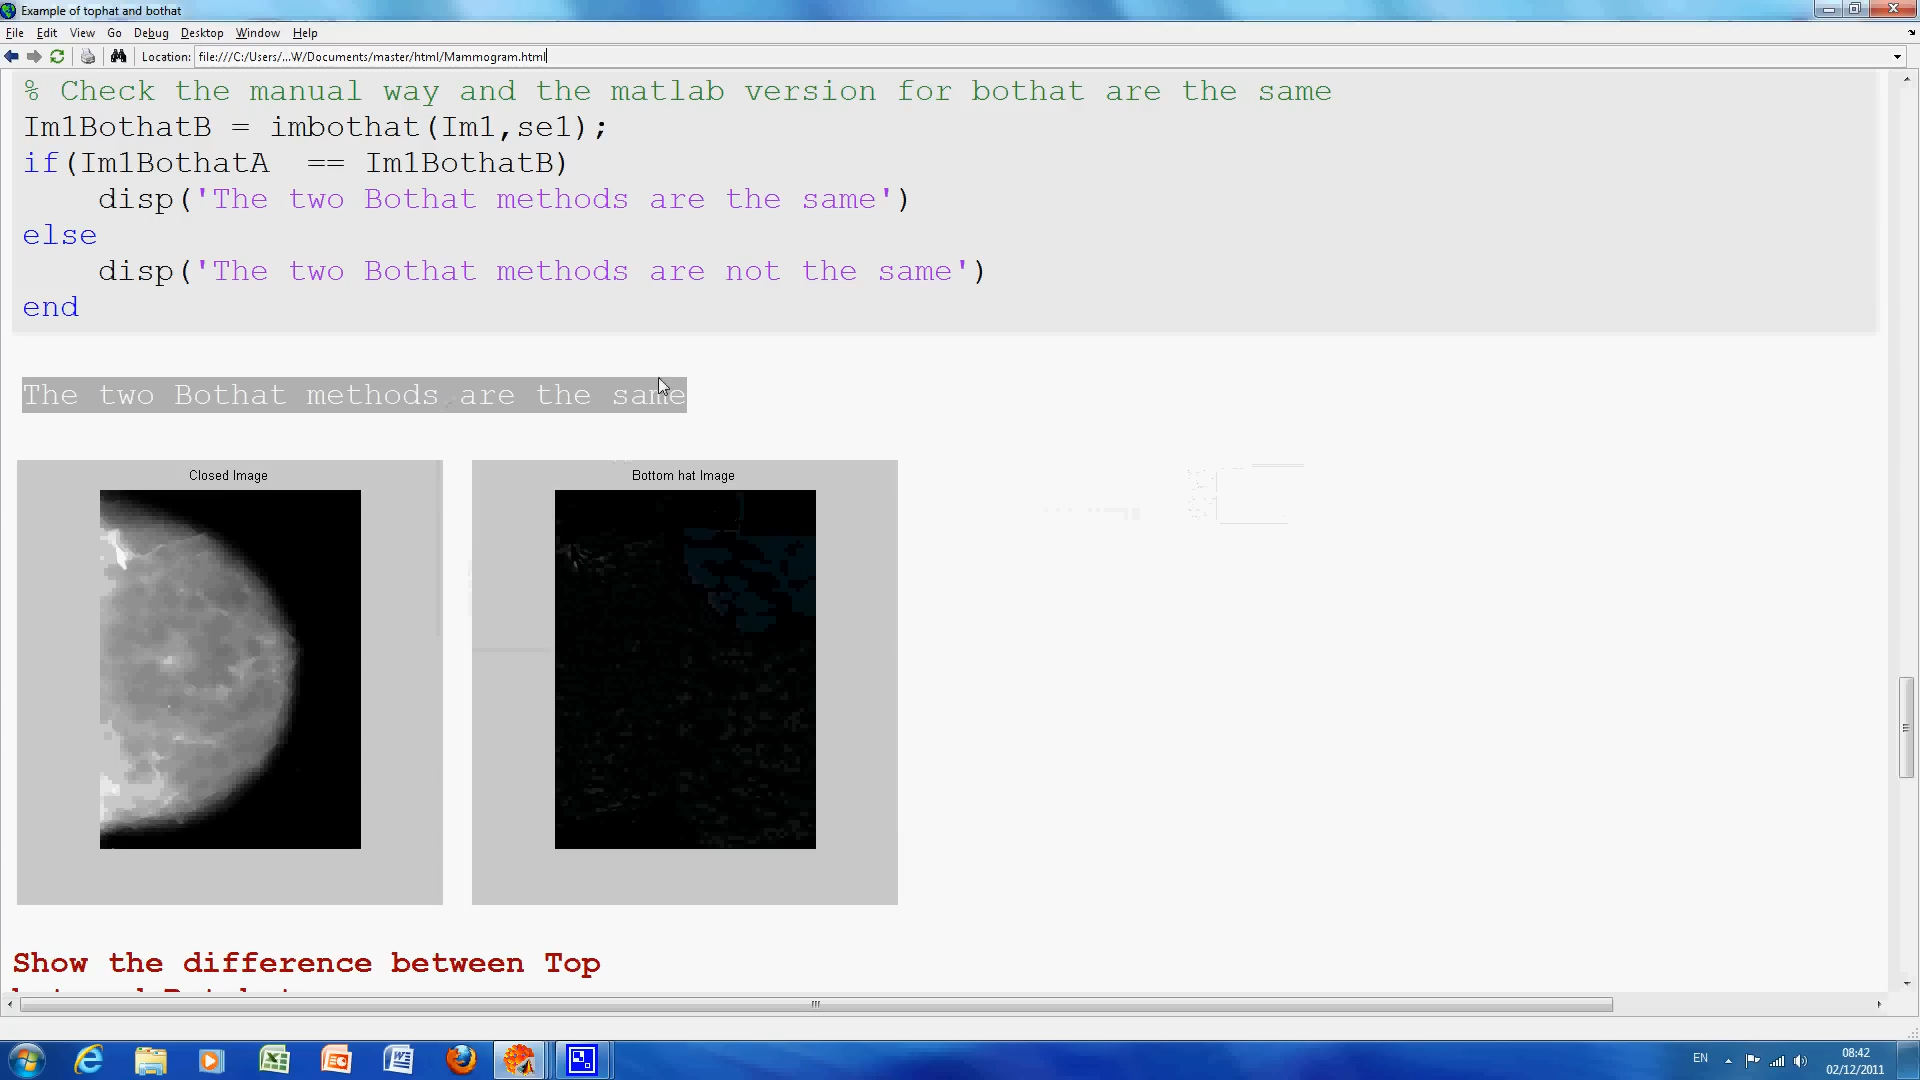 Example of tophat and bothat
File Edit View Go Debug Desktop Window Help
Location: file:///C:/Users/...W/Documents/master/html/Mammogram.html
% Check the manual way and the matlab version for bothat are the same
Im1BothatB = imbothat(Im1,se1);
if(Im1BothatA == Im1BothatB)
disp('The two Bothat methods are the same')
else
disp('The two Bothat methods are not the same')
end
The two Bothat methods are the same
Closed Image
Bottom hat Image
Show the difference between Top
EN
08:42
02/12/2011